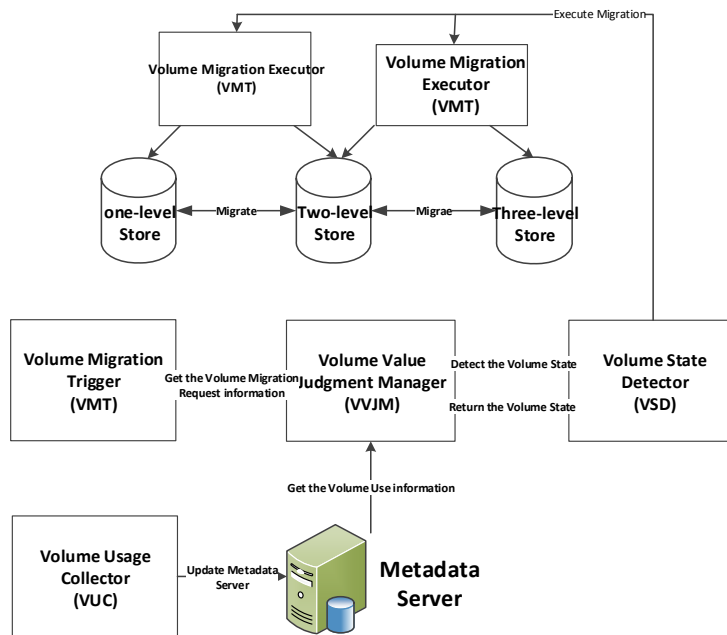 Execute Migration
Volume Migration Executor
(VMT)
Volume Migration
Executor
(VMT)
one-level
Store
Migrate
Two-level
Store
Migrae
Three-level
Store
Volume Migration
Trigger
(VMT)
Get the Volume Migration
Request information
Volume Value
Judgment Manager
(VVJM)
Detect the Volume State
Return the Volume State
Volume State
Detector
(VSD)
Get the Volume Use information
Volume Usage
Collector
(VUC)
Update Metadata
Server
Metadata
Server